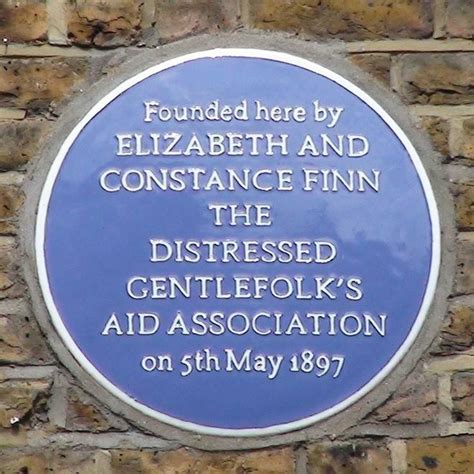 Founded here by
ELIZABETH AND
CONSTANCE FINN
THE
DISTRESSED
GENTLEFOLK'S
AID ASSOCIATION
on 5th May 1897